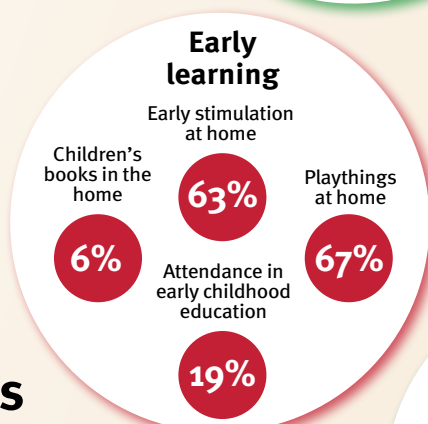 Early
learning
Early stimulation
at home
63%
Children's
books in the
home
6%
Playthings
at home
67%
Attendance in
early childhood
education
19%
s